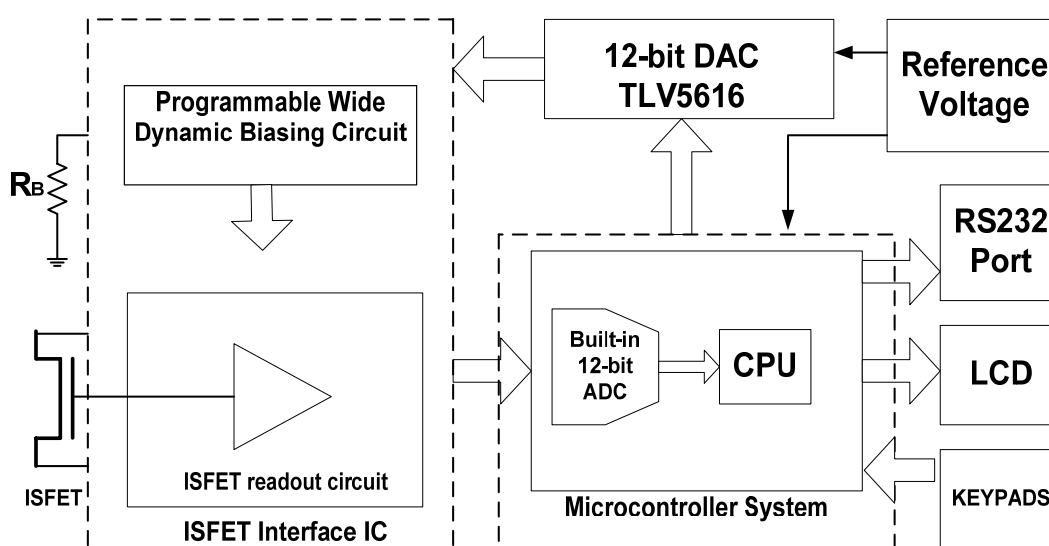 12-bit DAC
TLV5616
Reference
Voltage
Programmable Wide
Dynamic Biasing Circuit
RB
RS232
Port
Built-in
12-bit
ADC
CPU
LCD
ISFET readout circuit
ISFET
KEYPADS
Microcontroller System
ISFET Interface IC